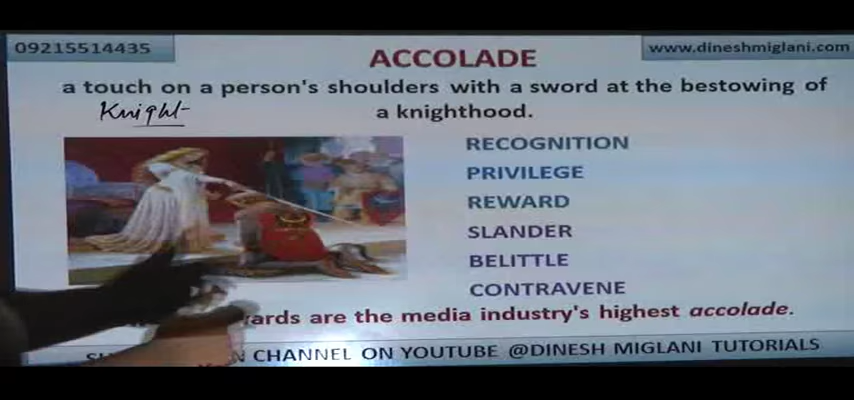 09215514435
www.dineshmiglani.com
ACCOLADE
a touch on a person's shoulders with a sword at the bestowing of
a knighthood.
Knight
RECOGNITION
PRIVILEGE
REWARD
SLANDER
BELITTLE
CONTRAVENE
are the media industry's highest accolade.
CHANNEL ON YOUTUBE @DINESH MIGLANI TUTORIALS